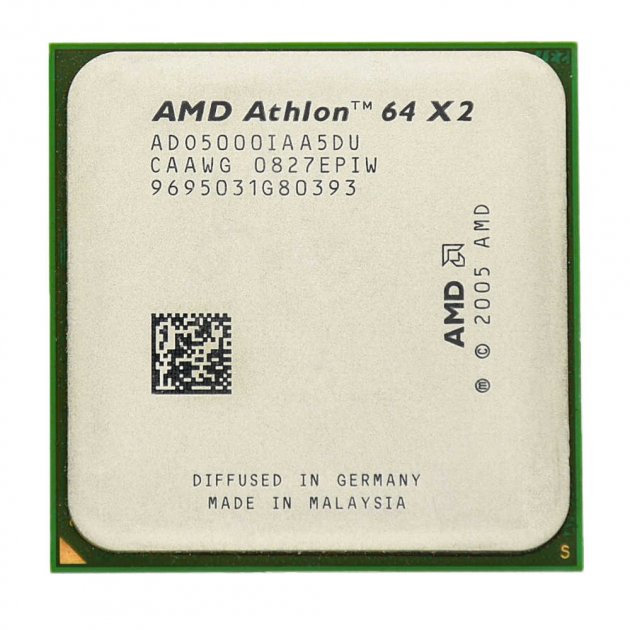 AMD Athlon™ 64 X2
ADO5000IAA5DU
CAAWG 0827EPIW
9695031G80393
AMD
ⓜ © 2005 AMD
DIFFUSED IN GERMANY
MADE IN MALAYSIA
S